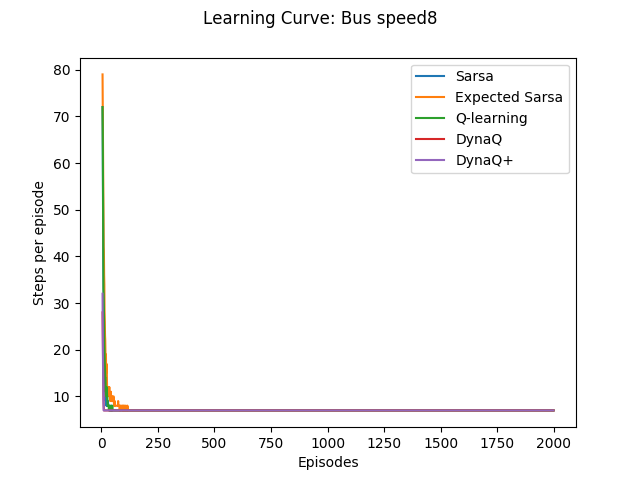 Learning Curve: Bus speed8
Steps per episode
80
70
60
50
40
30
20
10
Sarsa
Expected Sarsa
Q-learning
DynaQ
DynaQ+
0
250
500
750
1000
1250
1500
1750
2000
Episodes